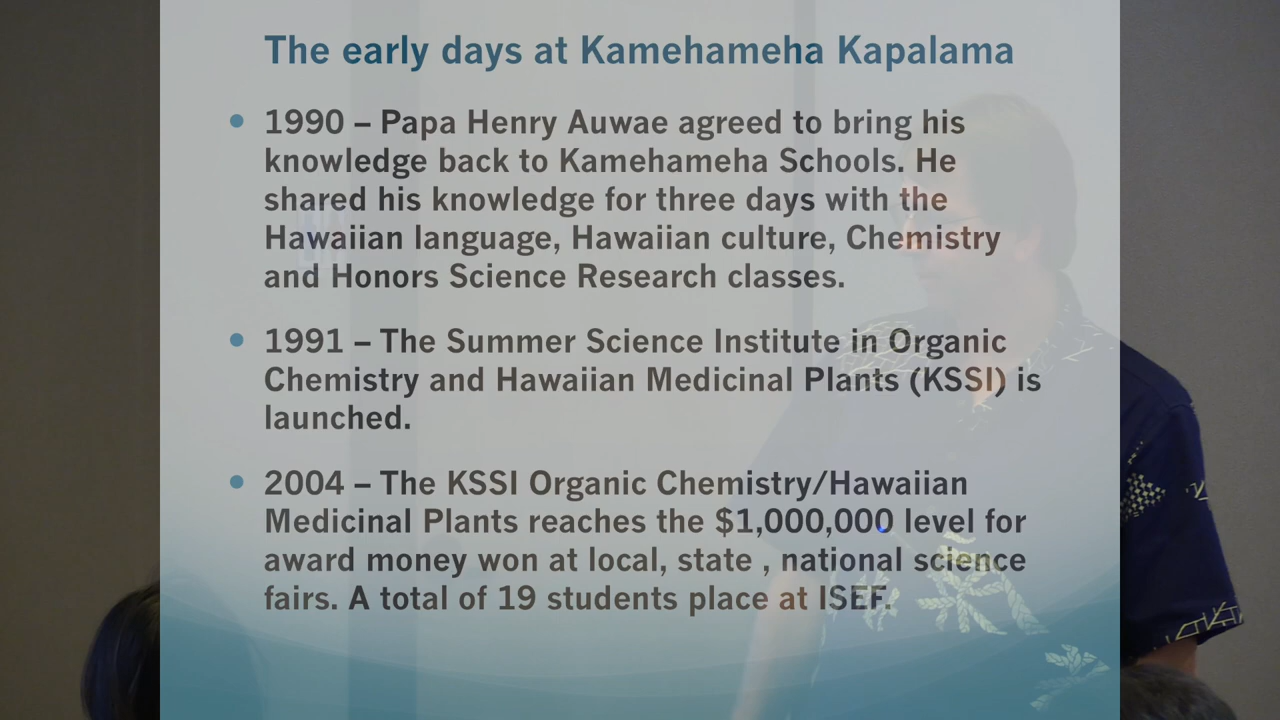 The early days at Kamehameha Kapalama
• 1990 – Papa Henry Auwae agreed to bring his
knowledge back to Kamehameha Schools. He
shared his knowledge for three days with the
Hawaiian language, Hawaiian culture, Chemistry
and Honors Science Research classes.
• 1991 – The Summer Science Institute in Organic
Chemistry and Hawaiian Medicinal Plants (KSSI) is
launched.
• 2004 – The KSSI Organic Chemistry/Hawaiian
Medicinal Plants reaches the $1,000,000 level for
award money won at local, state , national science
fairs. A total of 19 students place at ISEF.